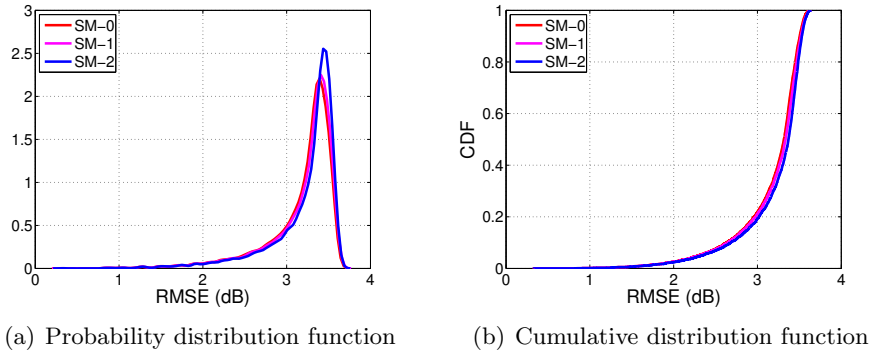 3
2.5
2
1.5
1
0.5
0
SM-0
SM-1
SM-2
0 1 2 3 4
RMSE (dB)
(a) Probability distribution function
1
0.8
0.6
0.4
0.2
0
CDF
SM-0
SM-1
SM-2
0 1 2 3 4
RMSE (dB)
(b) Cumulative distribution function